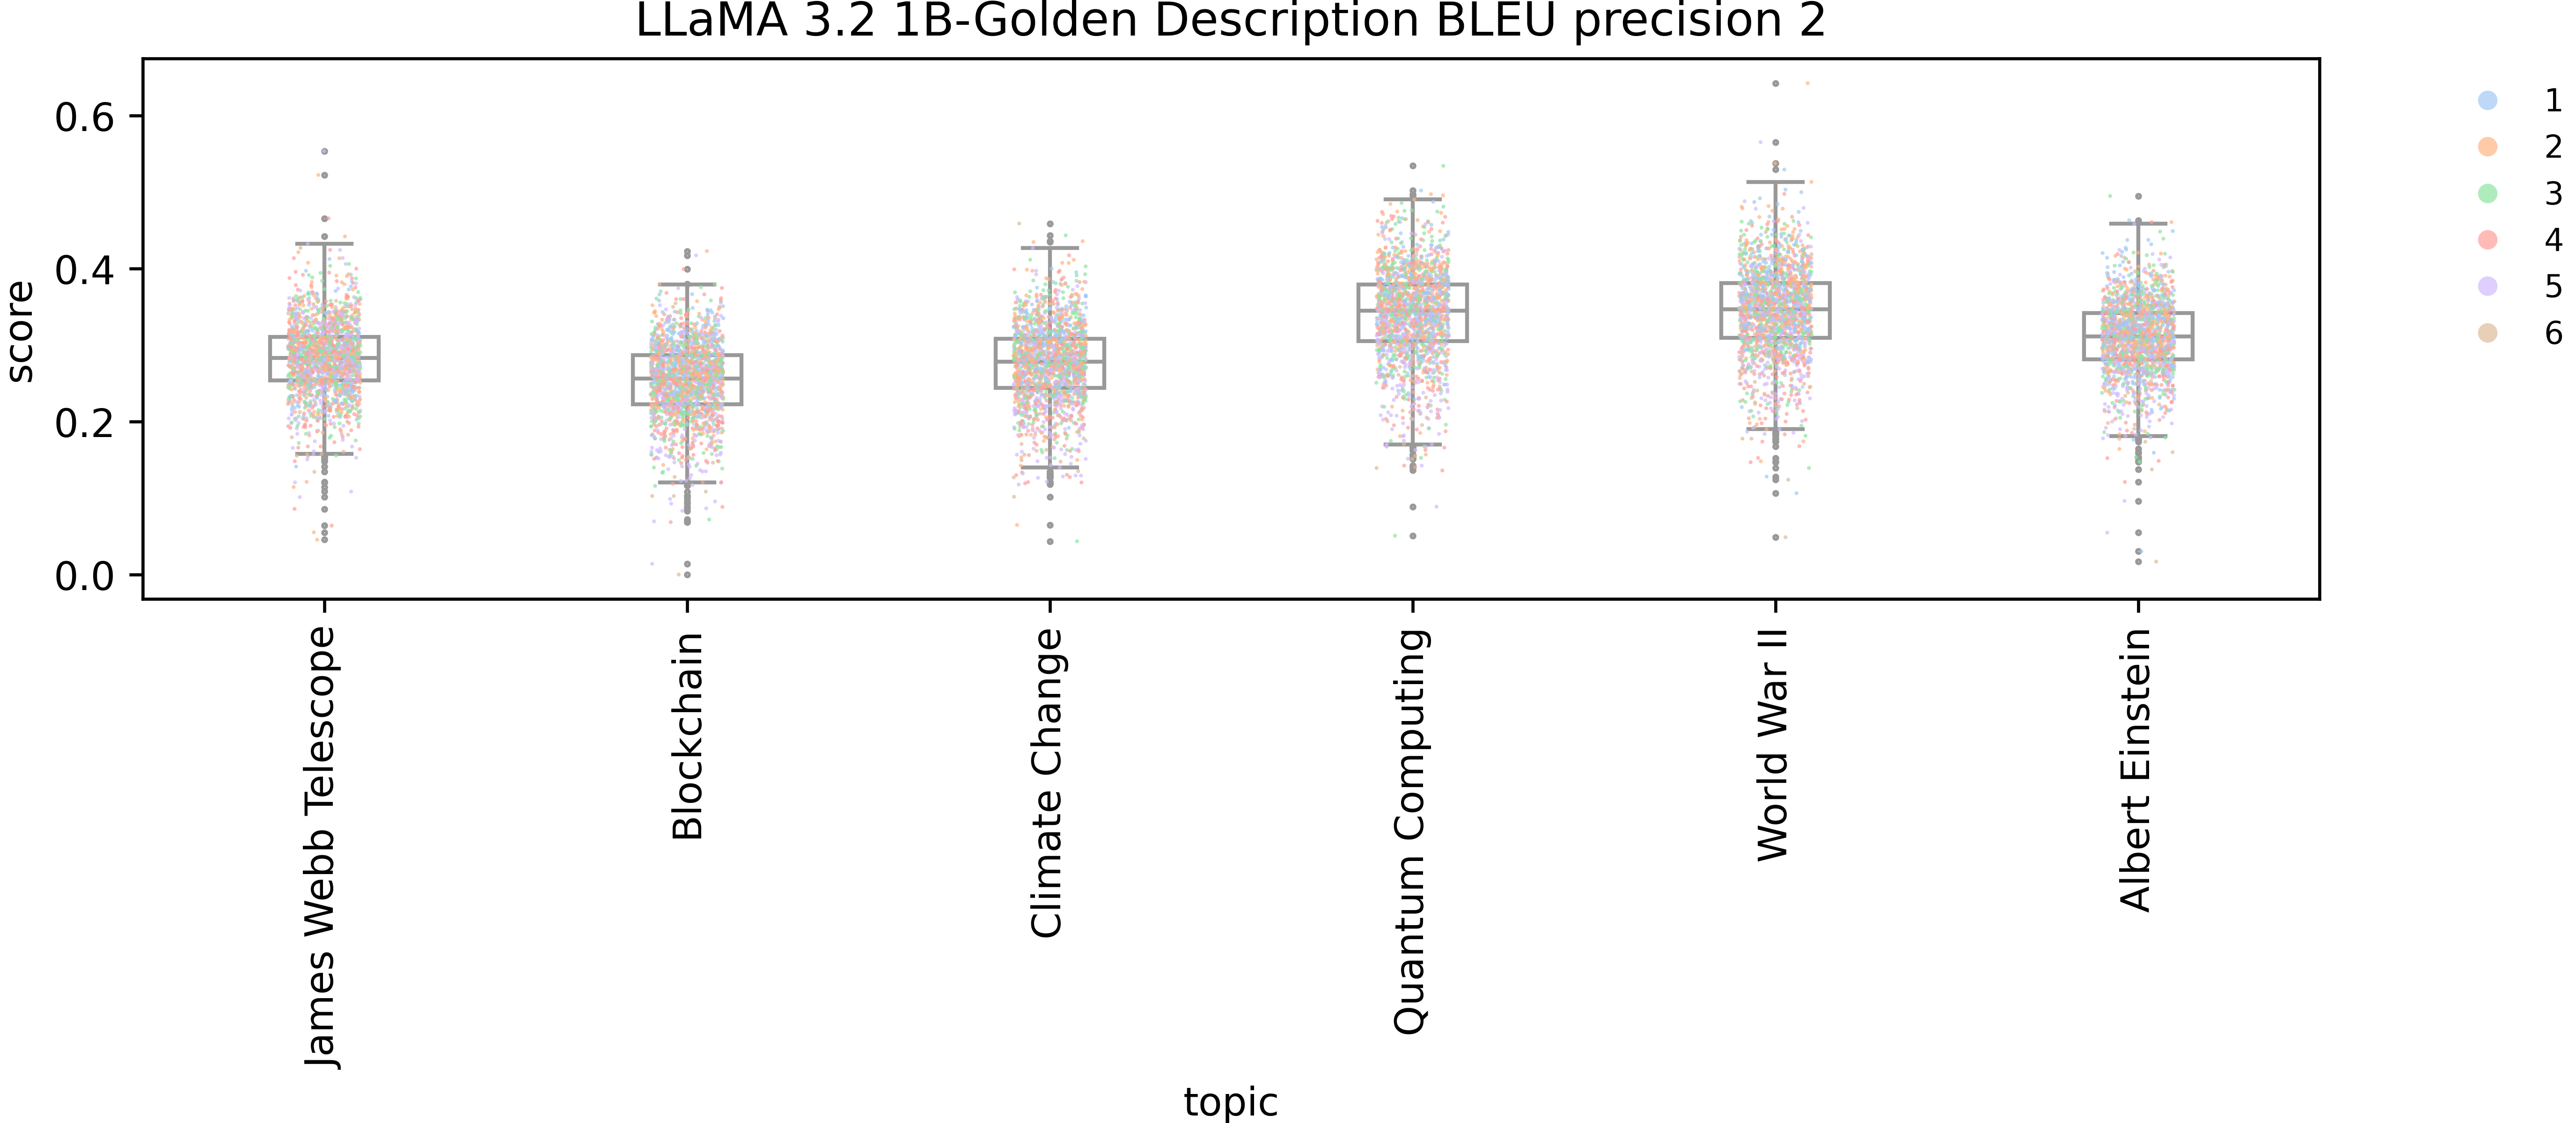 LLaMA 3.2 1B-Golden Description BLEU precision 2
score
0.6
0.4
0.2
0.0
James Webb Telescope
Blockchain
Climate Change
Quantum Computing
World War II
Albert Einstein
topic
1
2
3
4
5
6